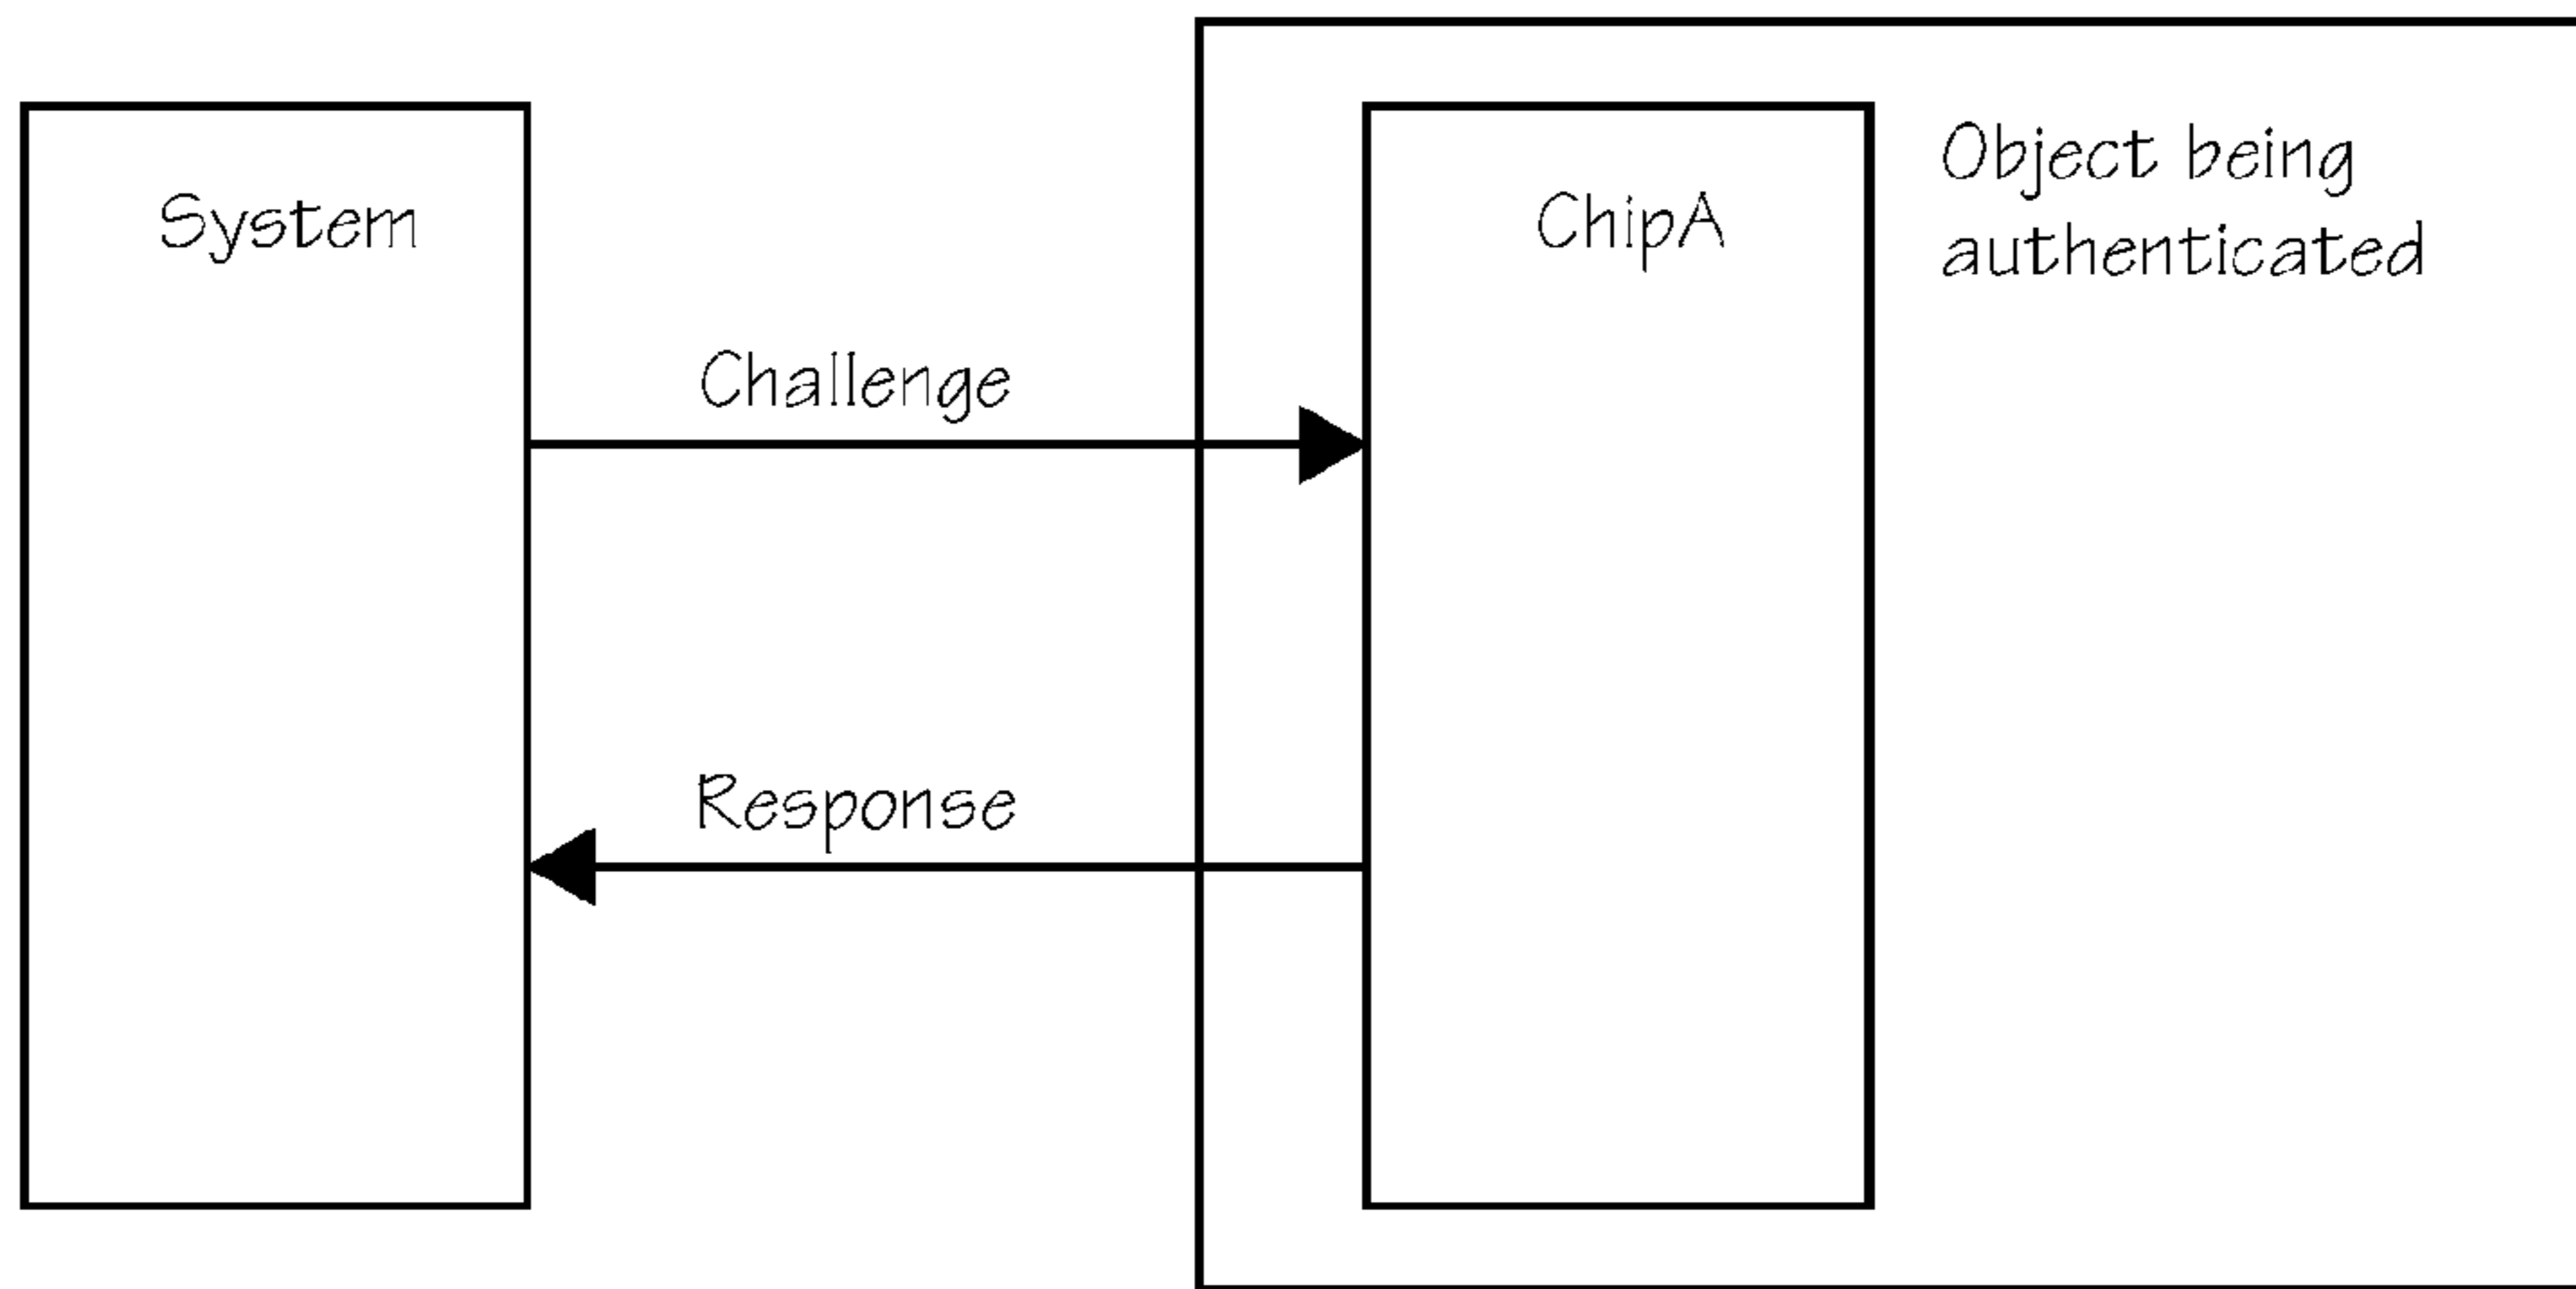 System
ChipA
Object being
authenticated
Challenge
Response